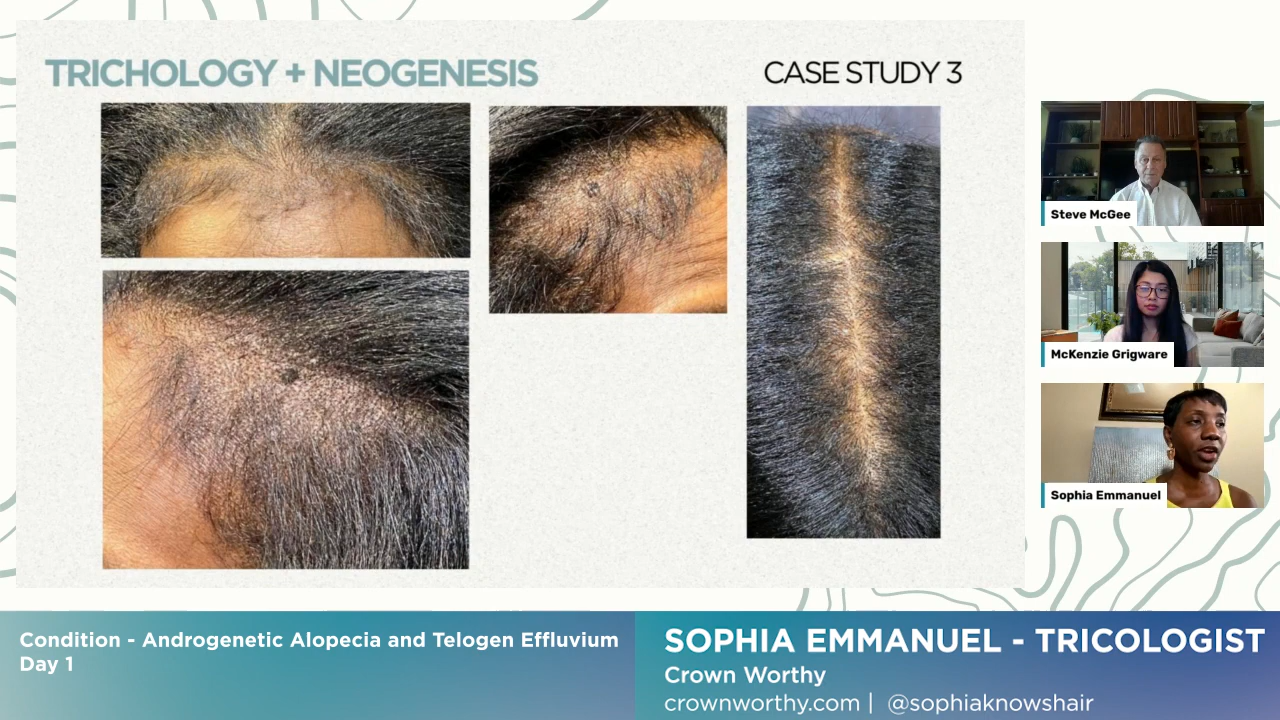 TRICHOLOGY + NEOGENESIS
CASE STUDY 3
Steve McGee
McKenzie Grigware
Sophia Emmanuel
Condition - Androgenetic Alopecia and Telogen Effluvium
Day 1
SOPHIA EMMANUEL - TRICOLOGIST
Crown Worthy
crownworthy.com | @sophiaknowshair